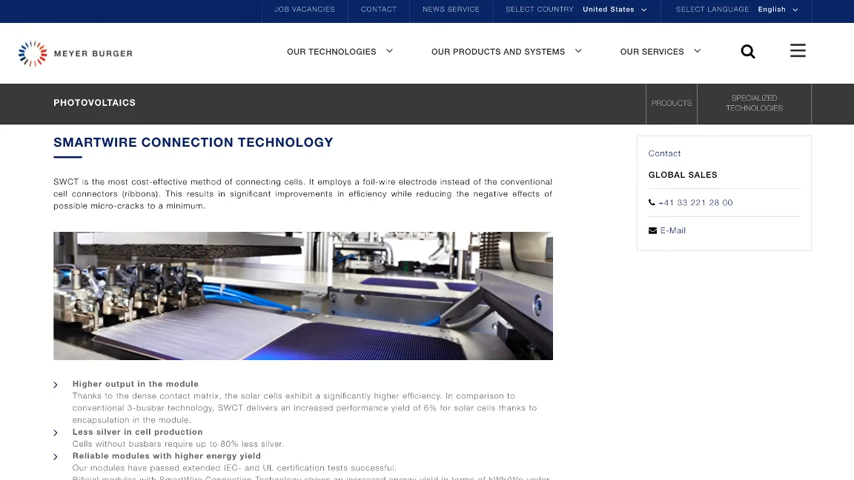 JOB VACANCIES CONTACT NEWS SERVICE SELECT COUNTRY United States SELECT LANGUAGE English
MEYER BURGER OUR TECHNOLOGIES OUR PRODUCTS AND SYSTEMS OUR SERVICES
PHOTOVOLTAICS PRODUCTS SPECIALIZED
TECHNOLOGIES
SMARTWIRE CONNECTION TECHNOLOGY
SWCT is the most cost-effective method of connecting cells. It employs a foil-wire electrode instead of the conventional
cell connectors (ribbons). This results in significant improvements in efficiency while reducing the negative effects of
possible micro-cracks to a minimum.
Contact
GLOBAL SALES
+41 33 221 28 00
E-Mail
Higher output in the module
Thanks to the dense contact matrix, the solar cells exhibit a significantly higher efficiency. In comparison to
conventional 3-busbar technology, SWCT delivers an increased performance yield of 6% for solar cells thanks to
encapsulation in the module.
Less silver in cell production
Cells without busbars require up to 80% less silver.
Reliable modules with higher energy yield
Our modules have passed extended IEC- and UL certification tests successful.
Bificial modules with SmartWire Connection Technology shows an increased energy yield in terms of kWh/Wp under